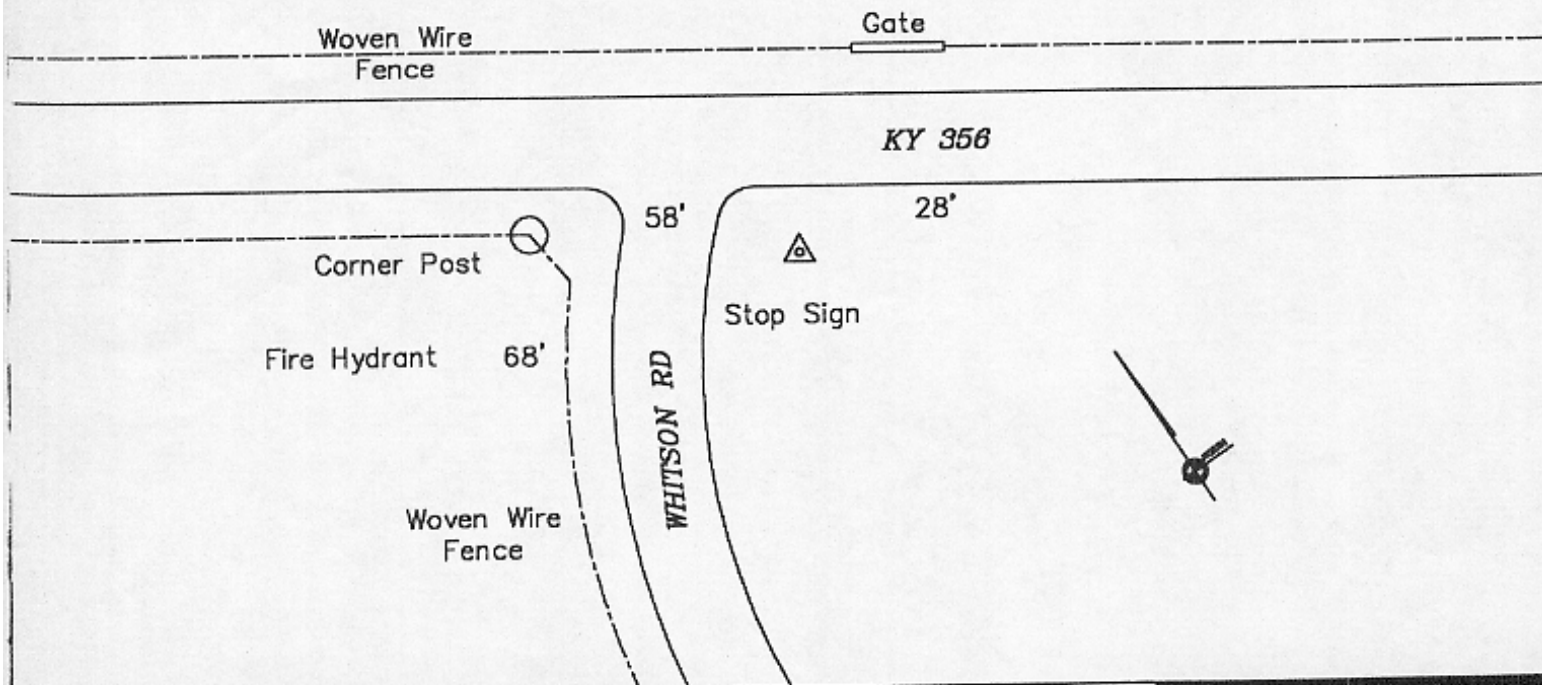 Gate
Woven Wire
Fence
KY 356
58'
28'
Corner Post
Stop Sign
Fire Hydrant
68'
WHITSON RD
Woven Wire
Fence